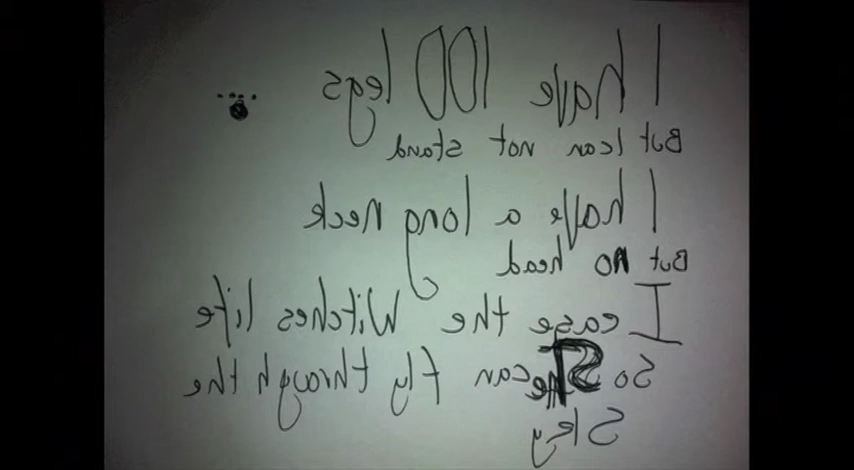 I have 100 legs
But I can not stand
I have a long neck
But no head
I ease the Witches life
So She can fly through the
Sky